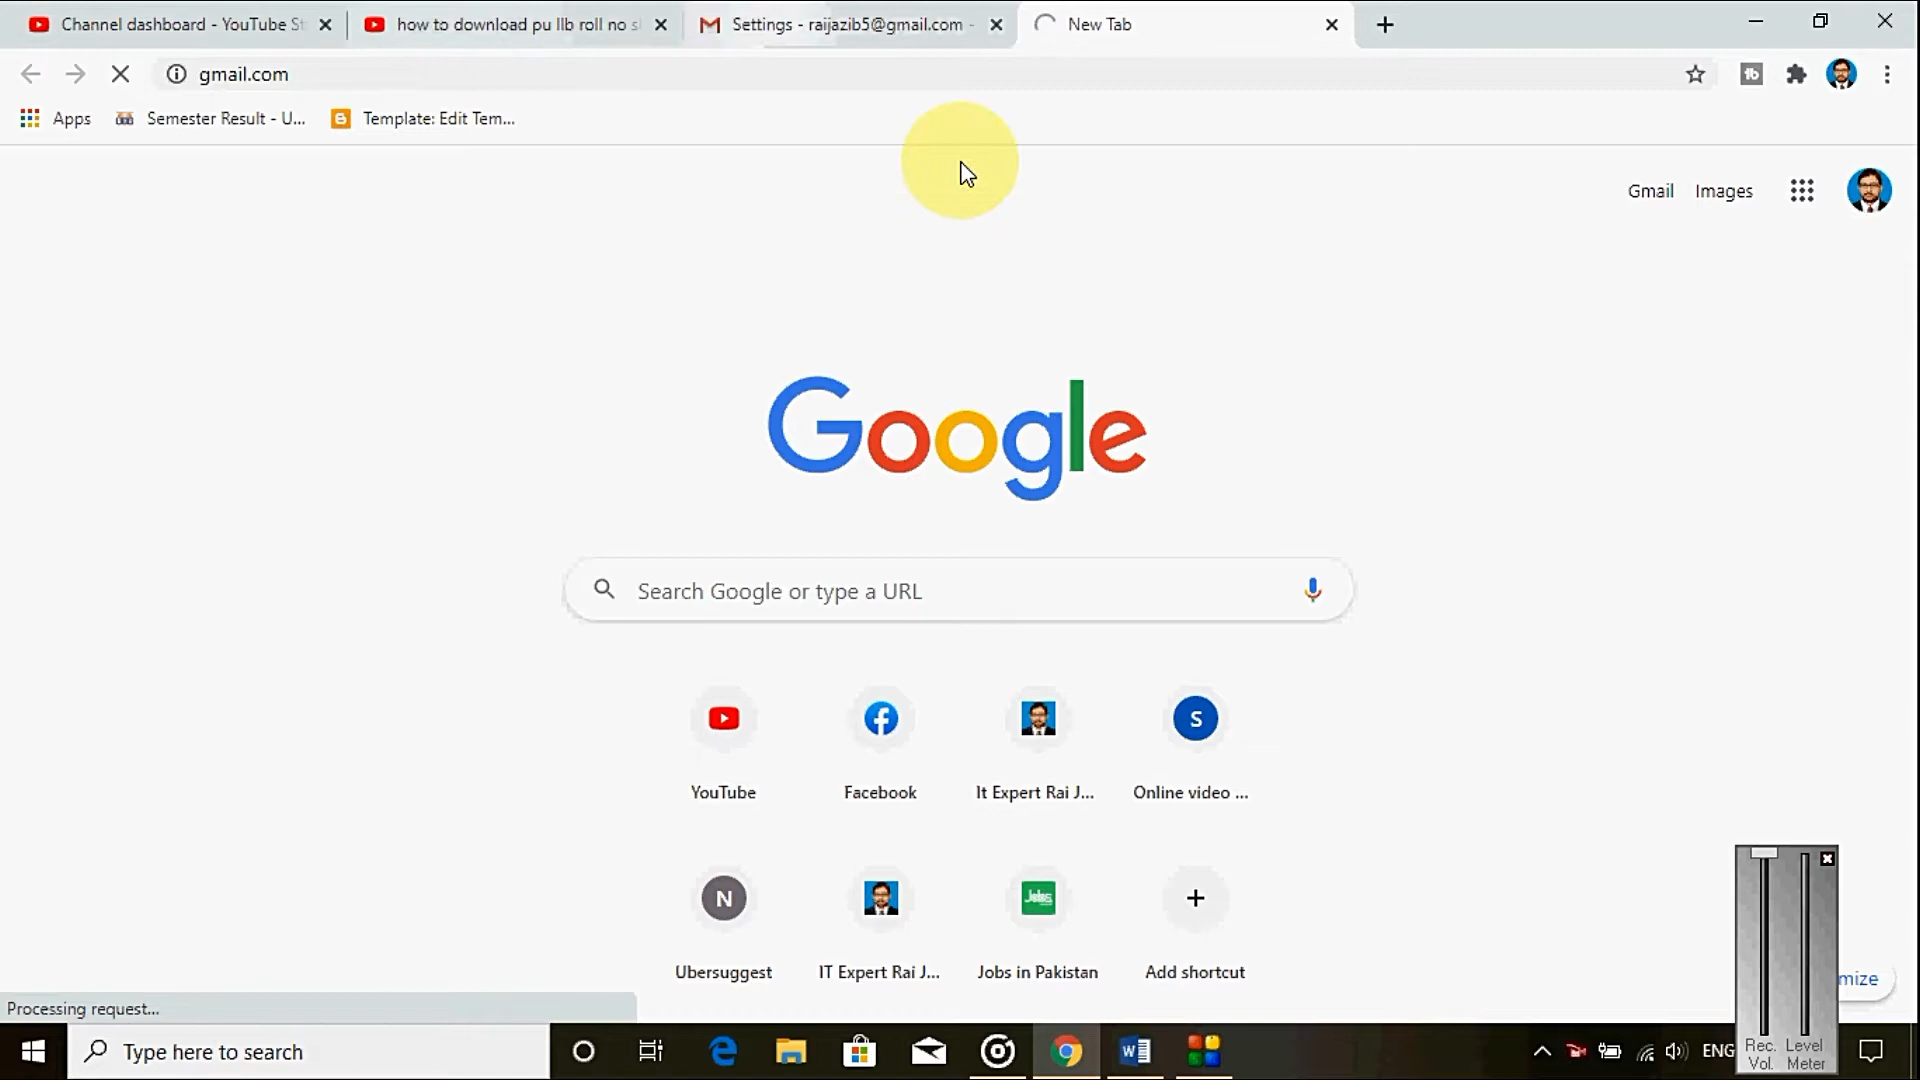 Channel dashboard - YouTube St
how to download pu llb roll no sl
Settings - raijazib5@gmail.com -
New Tab
gmail.com
Apps
Semester Result - U...
Template: Edit Tem...
Gmail
Images
Google
Search Google or type a URL
YouTube
Facebook
It Expert Rai J...
S
Online video ...
N
Ubersuggest
IT Expert Rai J...
Jobs
Jobs in Pakistan
Add shortcut
mize
Processing request...
Type here to search
ENG
Rec. Level
Vol. Meter